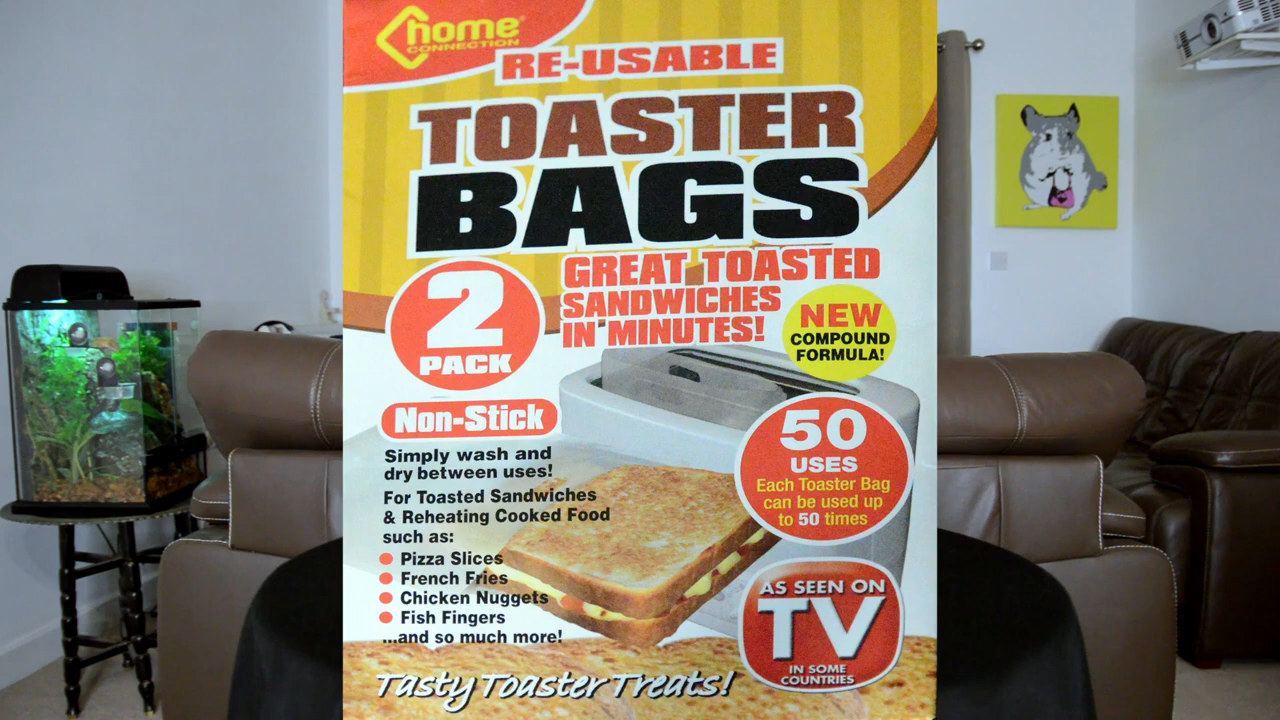 home
CONNECTION
RE-USABLE
TOASTER
BAGS
2
PACK
GREAT TOASTED
SANDWICHES
IN MINUTES!
NEW
COMPOUND
FORMULA!
Non-Stick
Simply wash and
dry between uses!
For Toasted Sandwiches
& Reheating Cooked Food
such as:
Pizza Slices
French Fries
Chicken Nuggets
Fish Fingers
...and so much more!
50
USES
Each Toaster Bag
can be used up
to 50 times
AS SEEN ON
TV
IN SOME
COUNTRIES
Tasty Toaster Treats!